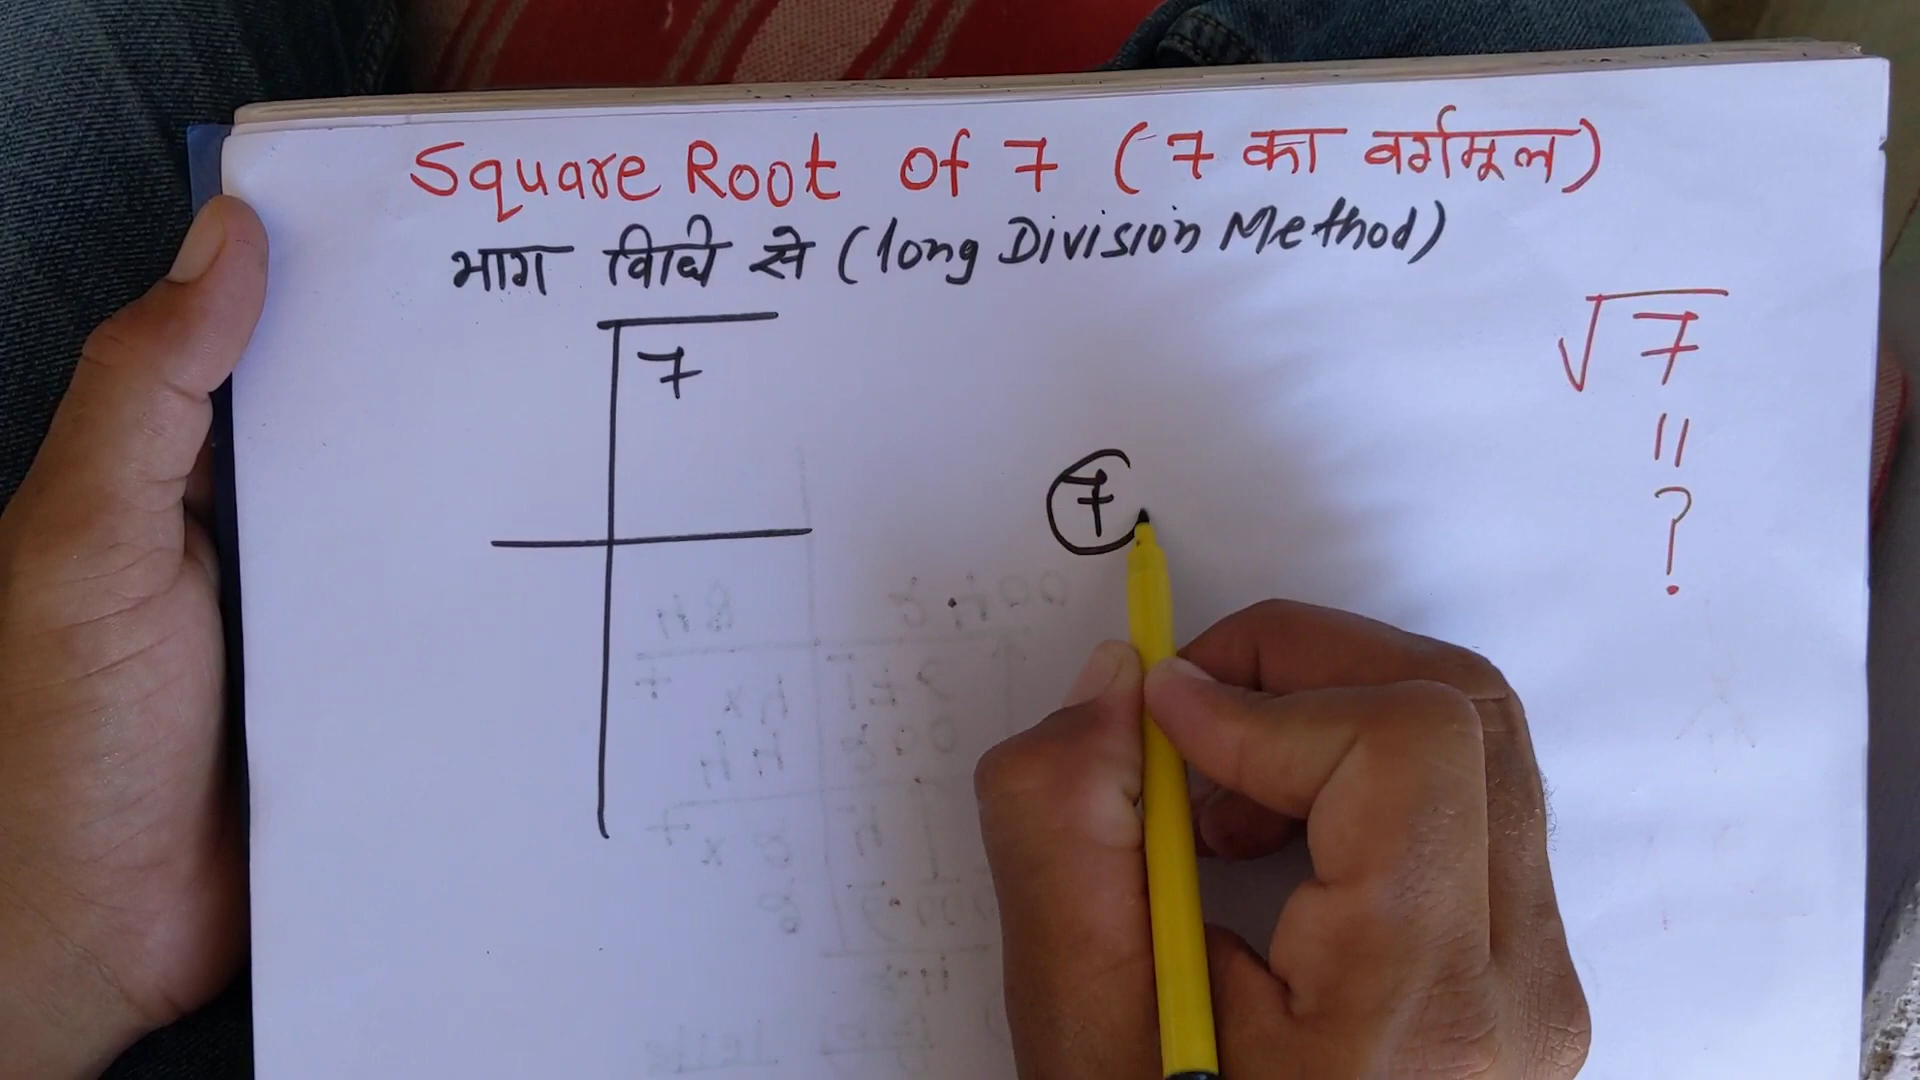 Square Root of 7 (7 का वर्गमूल)
भाग विधि से (long Division Method)
7
√7
=
?
7